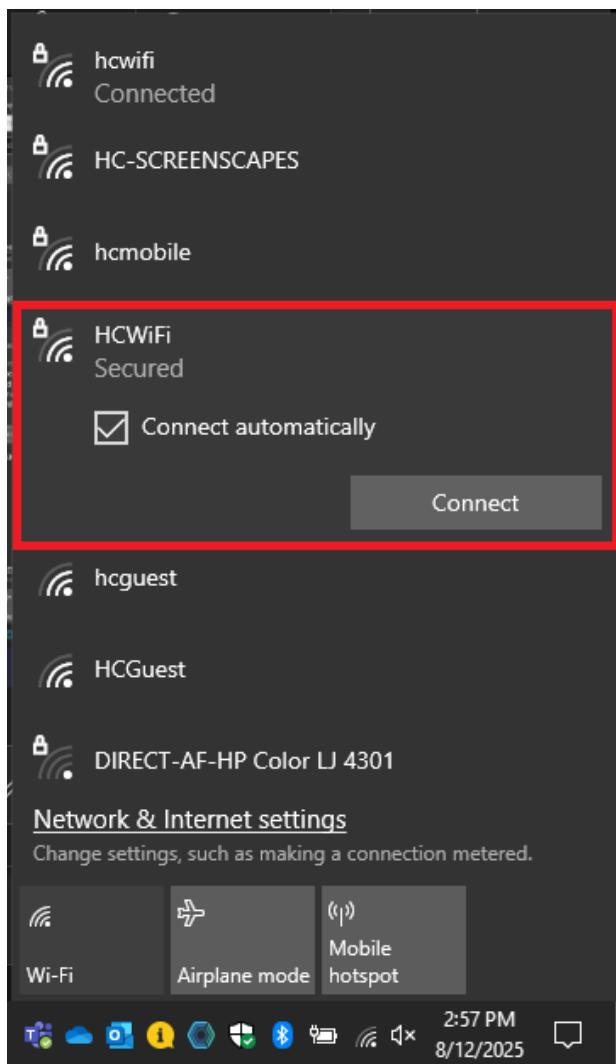 hcwifi
Connected
HC-SCREENSCAPES
hcmobile
HCWiFi
Secured
Connect automatically
Connect
hcguest
HCGuest
DIRECT-AF-HP Color LJ 4301
Network & Internet settings
Change settings, such as making a connection metered.
Wi-Fi
Airplane mode
Mobile
hotspot
2:57 PM
8/12/2025